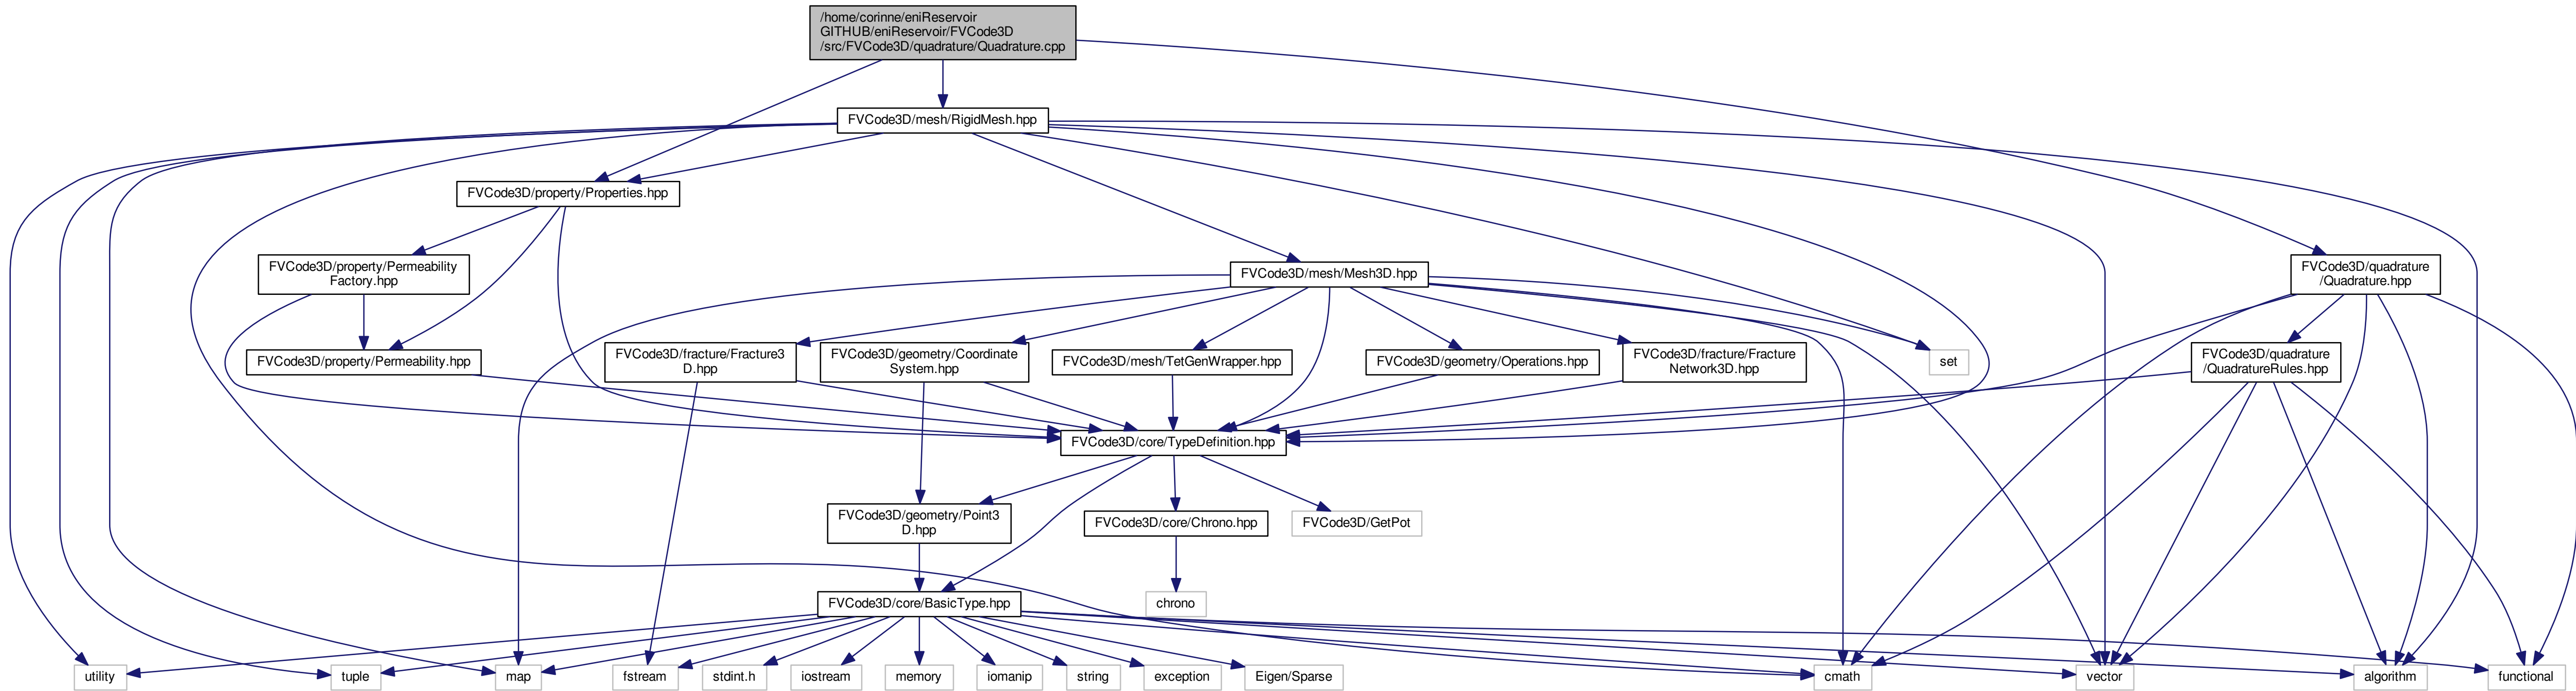 /home/corinne/eniReservoir
GITHUB/eniReservoir/FVCode3D
/src/FVCode3D/quadrature/Quadrature.cpp
FVCode3D/mesh/RigidMesh.hpp
FVCode3D/property/Properties.hpp
FVCode3D/property/Permeability
Factory.hpp
FVCode3D/mesh/Mesh3D.hpp
FVCode3D/quadrature
/Quadrature.hpp
FVCode3D/property/Permeability.hpp
FVCode3D/fracture/Fracture3
D.hpp
FVCode3D/geometry/Coordinate
System.hpp
FVCode3D/mesh/TetGenWrapper.hpp
FVCode3D/geometry/Operations.hpp
FVCode3D/fracture/Fracture
Network3D.hpp
set
FVCode3D/quadrature
/QuadratureRules.hpp
FVCode3D/core/TypeDefinition.hpp
FVCode3D/geometry/Point3
D.hpp
FVCode3D/core/Chrono.hpp
FVCode3D/GetPot
FVCode3D/core/BasicType.hpp
chrono
utility
tuple
map
fstream
stdint.h
iostream
memory
iomanip
string
exception
Eigen/Sparse
cmath
vector
algorithm
functional